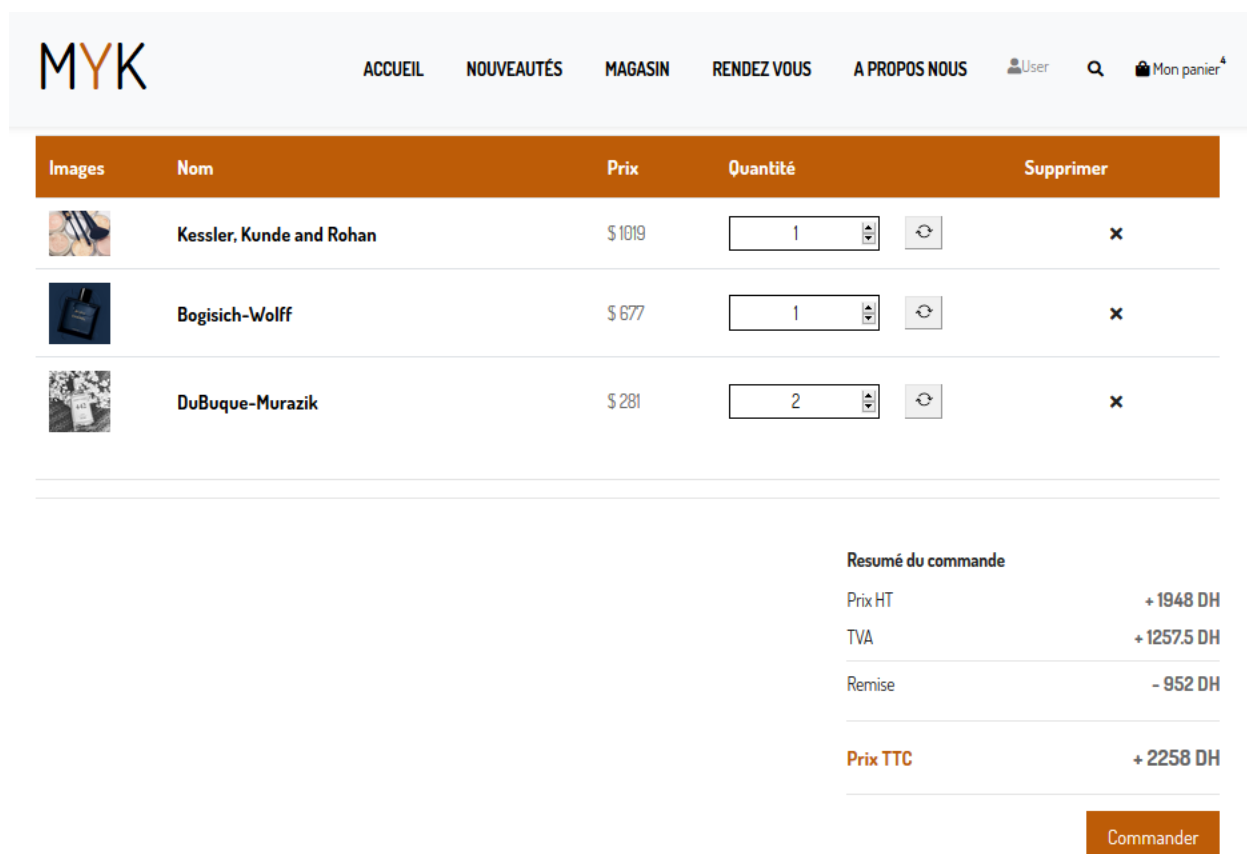 MYK ACCUEIL NOUVEAUTÉS MAGASIN RENDEZ VOUS A PROPOS NOUS User Mon panier 4
Images Nom Prix Quantité Supprimer
Kessler, Kunde and Rohan $ 1019 1
Bogisich-Wolff $ 677 1
DuBuque-Murazik $ 281 2
Resumé du commande
Prix HT + 1948 DH
TVA + 1257.5 DH
Remise - 952 DH
Prix TTC + 2258 DH
Commander